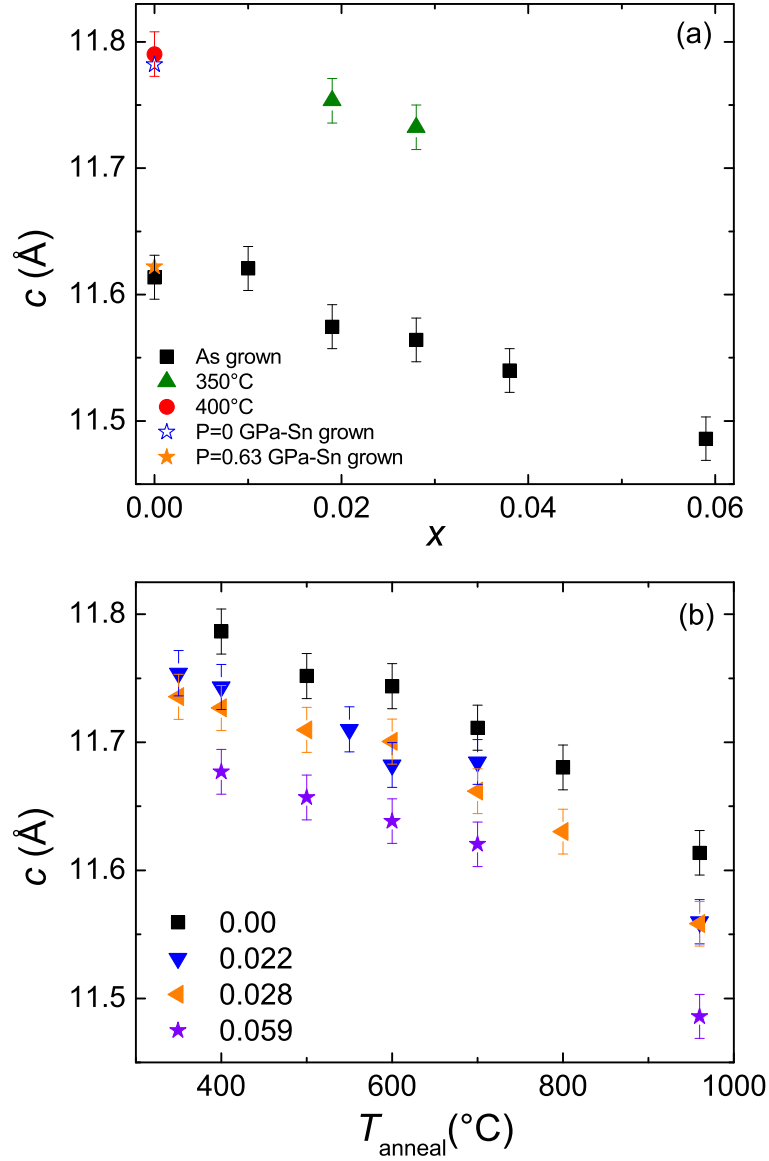 (a)
11.8
11.7
11.6
11.5
c (Å)
As grown
350°C
400°C
P=0 GPa-Sn grown
P=0.63 GPa-Sn grown
0.00 0.02 0.04 0.06
x
(b)
11.8
11.7
11.6
11.5
c (Å)
0.00
0.022
0.028
0.059
400 600 800 1000
Tanneal(°C)